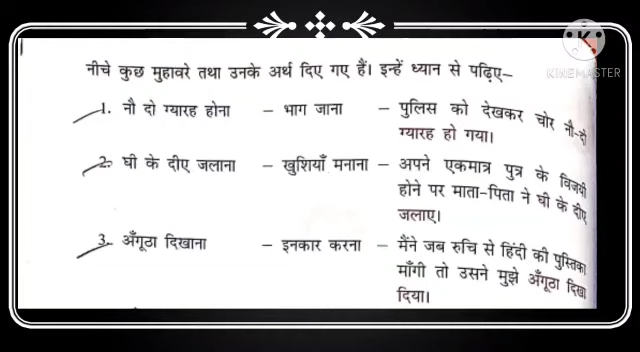 नीचे कुछ मुहावरे तथा उनके अर्थ दिए गए हैं। इन्हें ध्यान से पढ़िए–
1. नौ दो ग्यारह होना – भाग जाना – पुलिस को देखकर चोर नौ-दो
ग्यारह हो गया।
2. घी के दीए जलाना – खुशियाँ मनाना – अपने एकमात्र पुत्र के विजयी
होने पर माता-पिता ने घी के दीए
जलाए।
3. अँगूठा दिखाना – इनकार करना – मैंने जब रुचि से हिंदी की पुस्तिका
माँगी तो उसने मुझे अँगूठा दिखा
दिया।
KINEMASTER